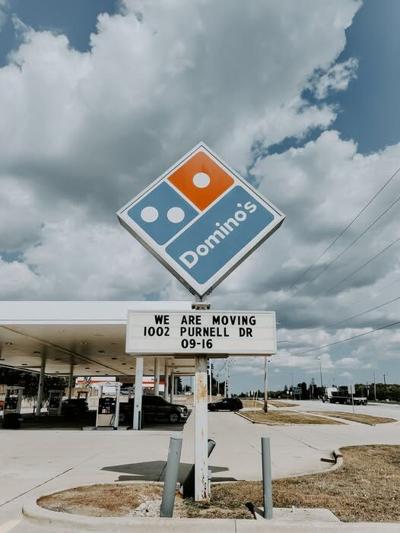 Domino's
WE ARE MOVING
1002 PURNELL DR
09-16